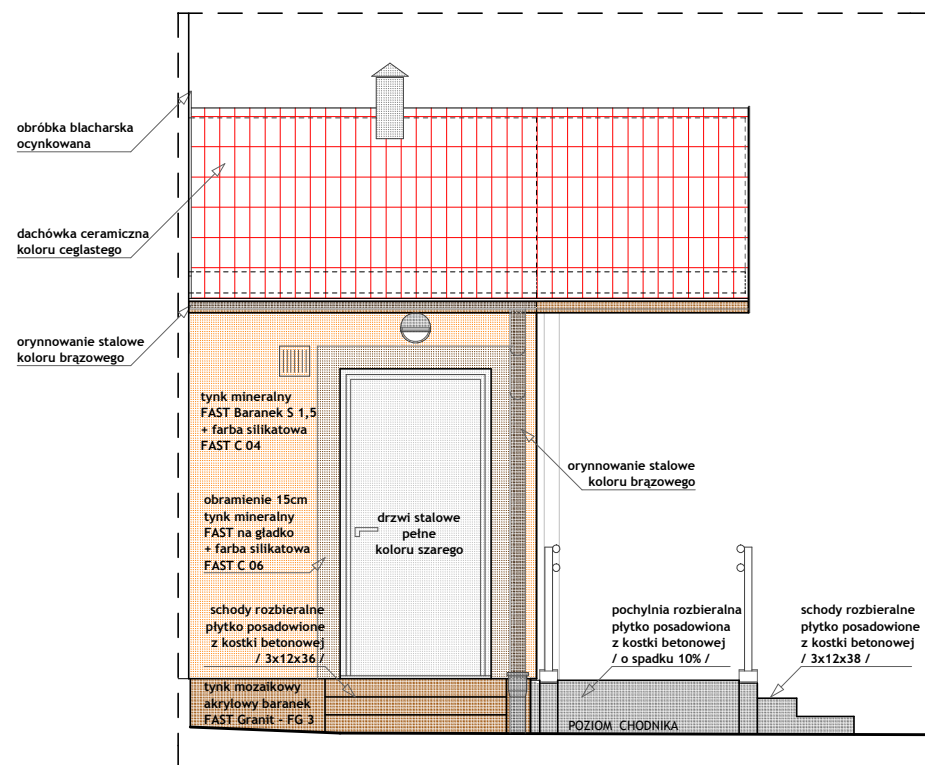 obróbka blacharska
ocynkowana
dachówka ceramiczna
koloru ceglastego
orynnowanie stalowe
koloru brązowego
tynk mineralny
FAST Baranek S 1,5
+ farba silikatowa
FAST C 04
orynnowanie stalowe
koloru brązowego
obramienie 15cm
tynk mineralny
FAST na gładko
+ farba silikatowa
FAST C 06
drzwi stalowe
pełne
koloru szarego
schody rozbieralne
płytko posadowione
z kostki betonowej
/ 3x12x36 /
pochylnia rozbieralna
płytko posadowiona
z kostki betonowej
/ o spadku 10% /
schody rozbieralne
płytko posadowione
z kostki betonowej
/ 3x12x38 /
tynk mozaikowy
akrylowy baranek
FAST Granit - FG 3
POZIOM CHODNIKA